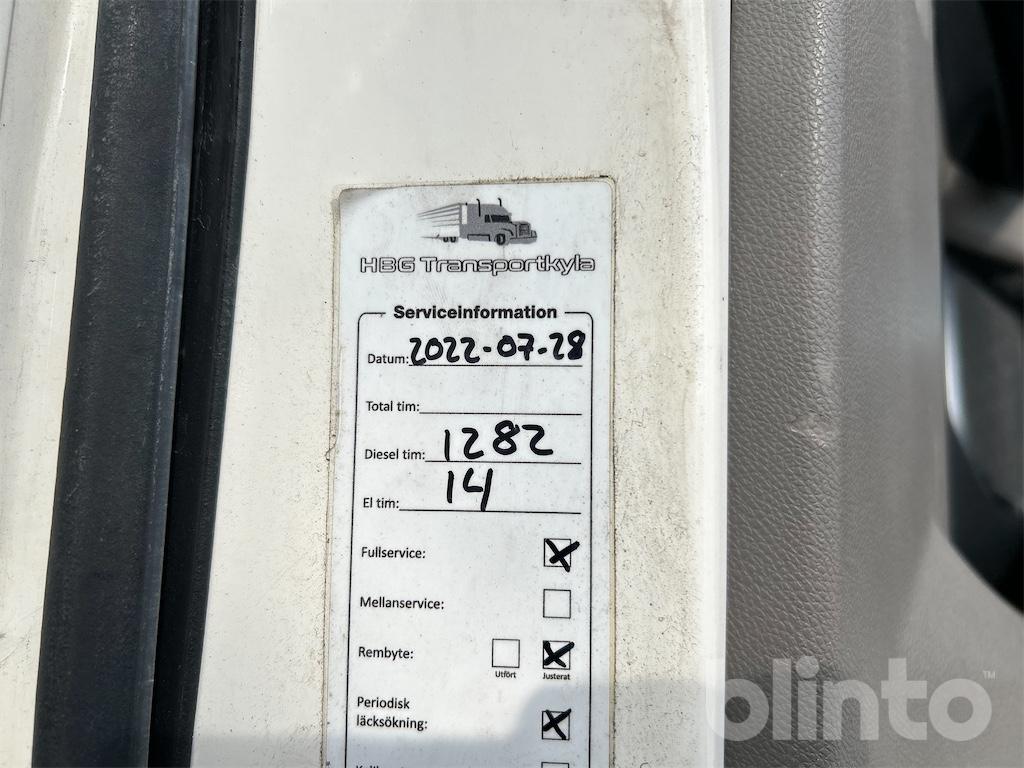 HBG Transportkyla
Serviceinformation
Datum: 2022-07-28
Total tim:
Diesel tim: 1282
El tim: 14
Fullservice:
Mellanservice:
Rembyte:
Utfört Justerat
Periodisk
läcksökning:
blinto™